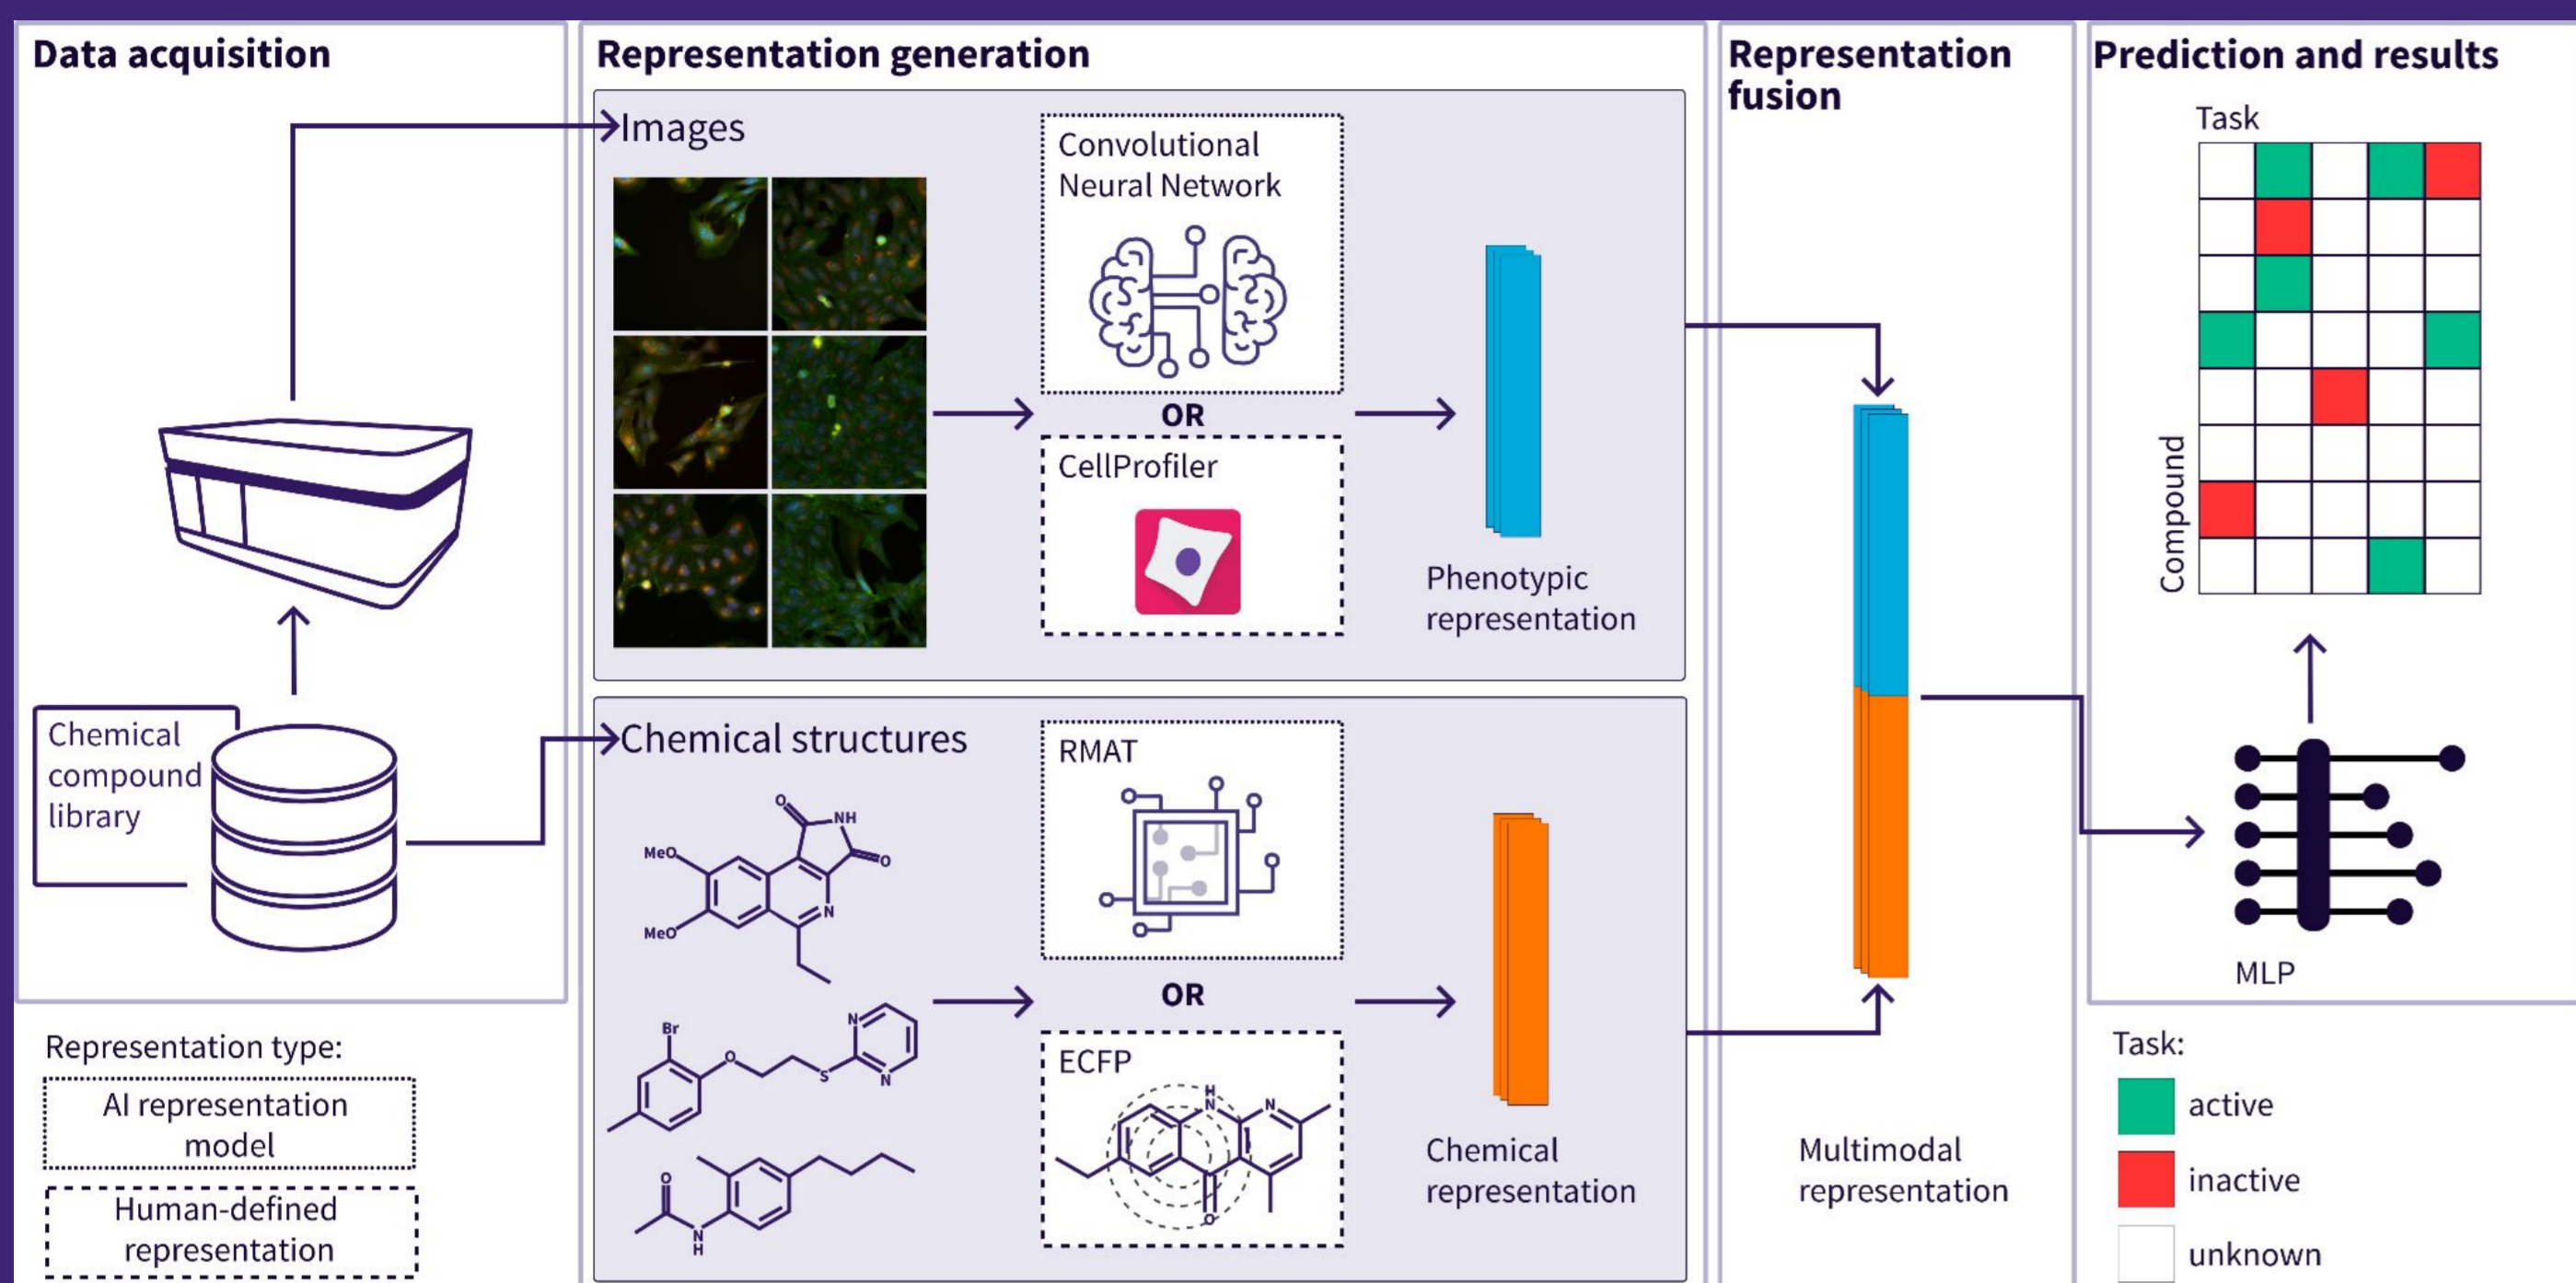 Data acquisition
Chemical
compound
library
Representation type:
AI representation
model
Human-defined
representation
Representation generation
Images
Convolutional
Neural Network
OR
CellProfiler
Phenotypic
representation
Chemical structures
O
NH
O
MeO
MeO
N
Br
O
S
N
N
O
N
H
RMAT
OR
ECFP
H
N
N
O
Chemical
representation
Representation
fusion
Multimodal
representation
Prediction and results
Task
Compound
MLP
Task:
active
inactive
unknown